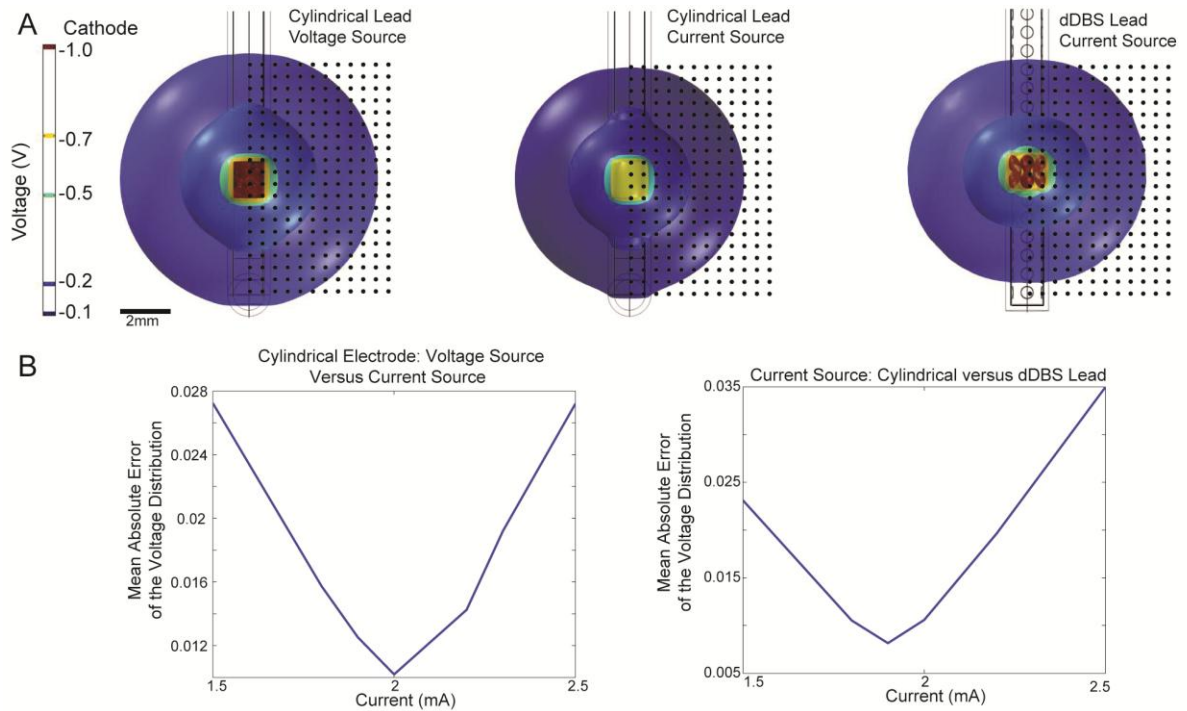 A
Cathode
Cylindrical Lead
Voltage Source
Cylindrical Lead
Current Source
dDBS Lead
Current Source
Voltage (V)
-1.0
-0.7
-0.5
-0.2
-0.1
2mm
B
Cylindrical Electrode: Voltage Source
Versus Current Source
Mean Absolute Error
of the Voltage Distribution
0.028
0.024
0.02
0.016
0.012
1.5
2
2.5
Current (mA)
Current Source: Cylindrical versus dDBS Lead
Mean Absolute Error
of the Voltage Distribution
0.035
0.025
0.015
0.005
1.5
2
2.5
Current (mA)